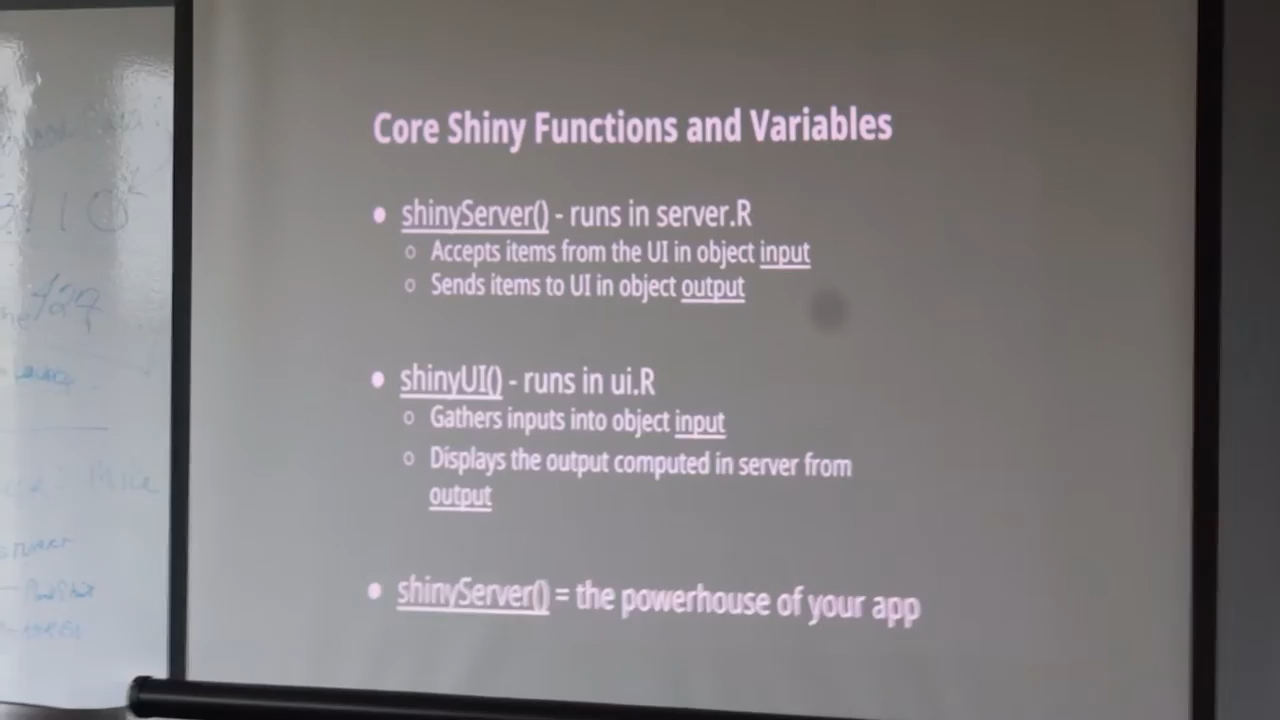 Core Shiny Functions and Variables
● shinyServer() - runs in server.R
○ Accepts items from the UI in object input
○ Sends items to UI in object output
● shinyUI() - runs in ui.R
○ Gathers inputs into object input
○ Displays the output computed in server from
output
● shinyServer() = the powerhouse of your app
Mike